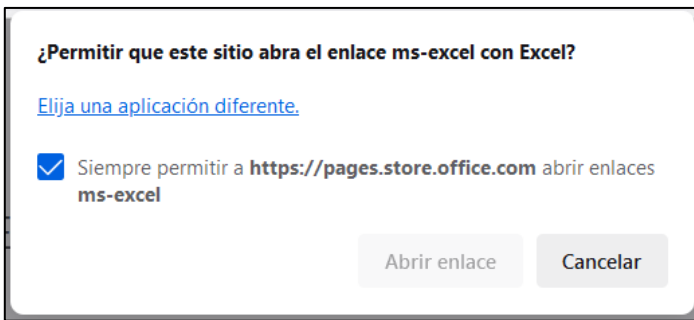 ¿Permitir que este sitio abra el enlace ms-excel con Excel?
Elija una aplicación diferente.
Siempre permitir a https://pages.store.office.com abrir enlaces
ms-excel
Abrir enlace Cancelar